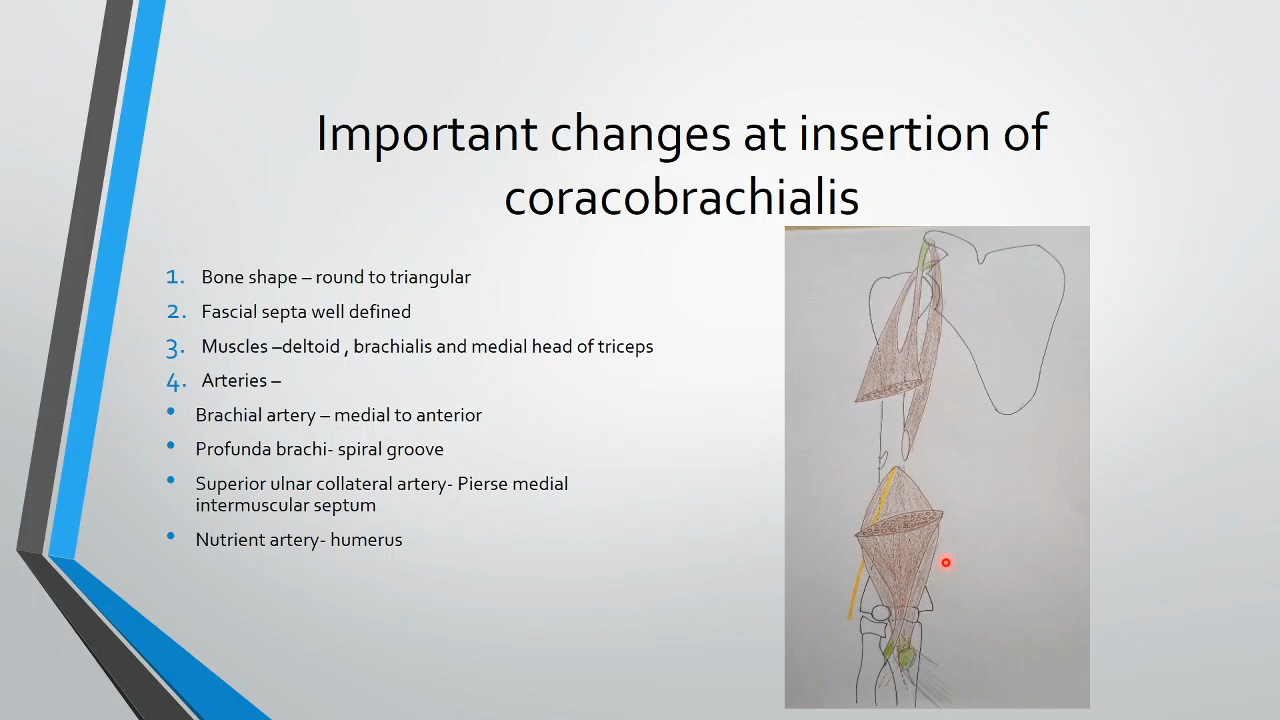 Important changes at insertion of
coracobrachialis
1. Bone shape – round to triangular
2. Fascial septa well defined
3. Muscles –deltoid , brachialis and medial head of triceps
4. Arteries –
• Brachial artery – medial to anterior
• Profunda brachi- spiral groove
• Superior ulnar collateral artery- Pierse medial
intermuscular septum
• Nutrient artery- humerus